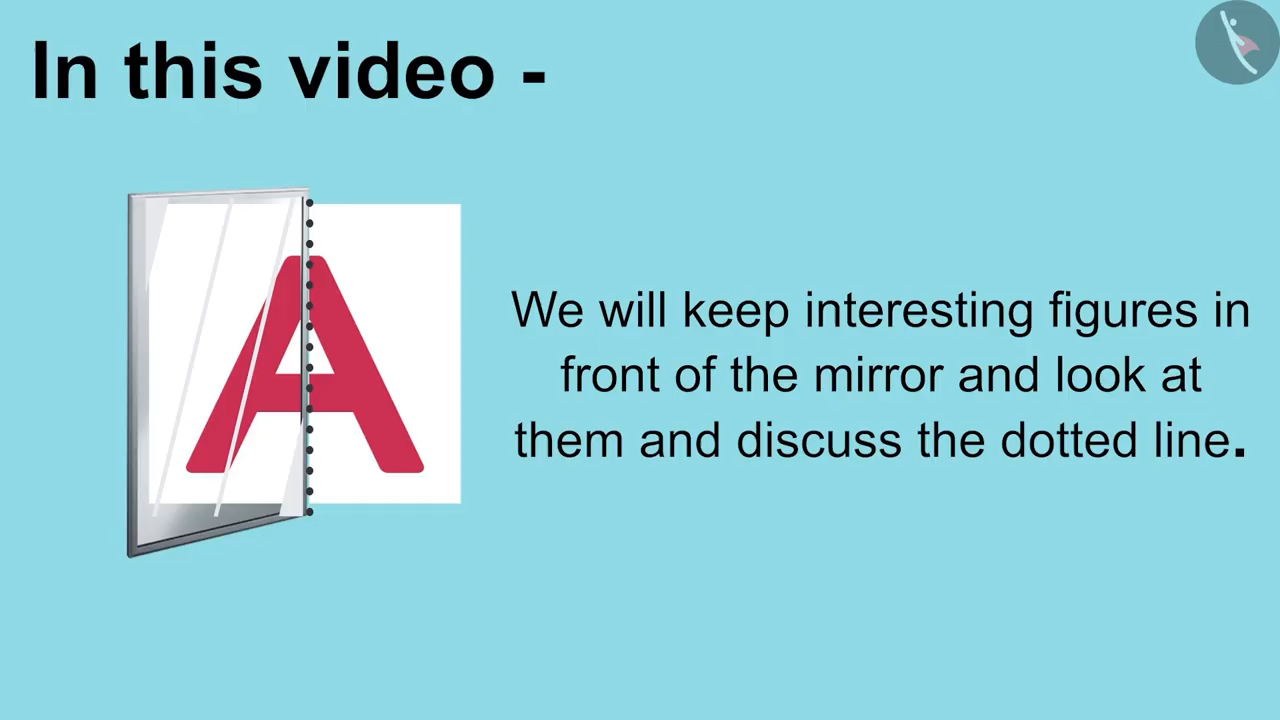 In this video -
A
We will keep interesting figures in
front of the mirror and look at
them and discuss the dotted line.